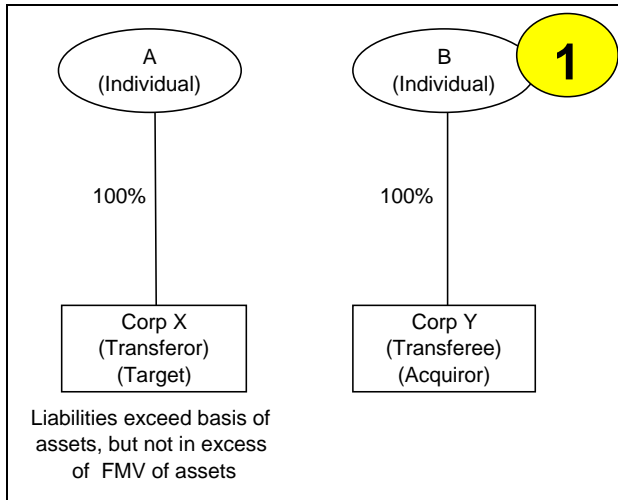 A
(Individual)
B
(Individual)
1
100%
100%
Corp X
(Transferor)
(Target)
Corp Y
(Transferee)
(Acquiror)
Liabilities exceed basis of
assets, but not in excess
of FMV of assets